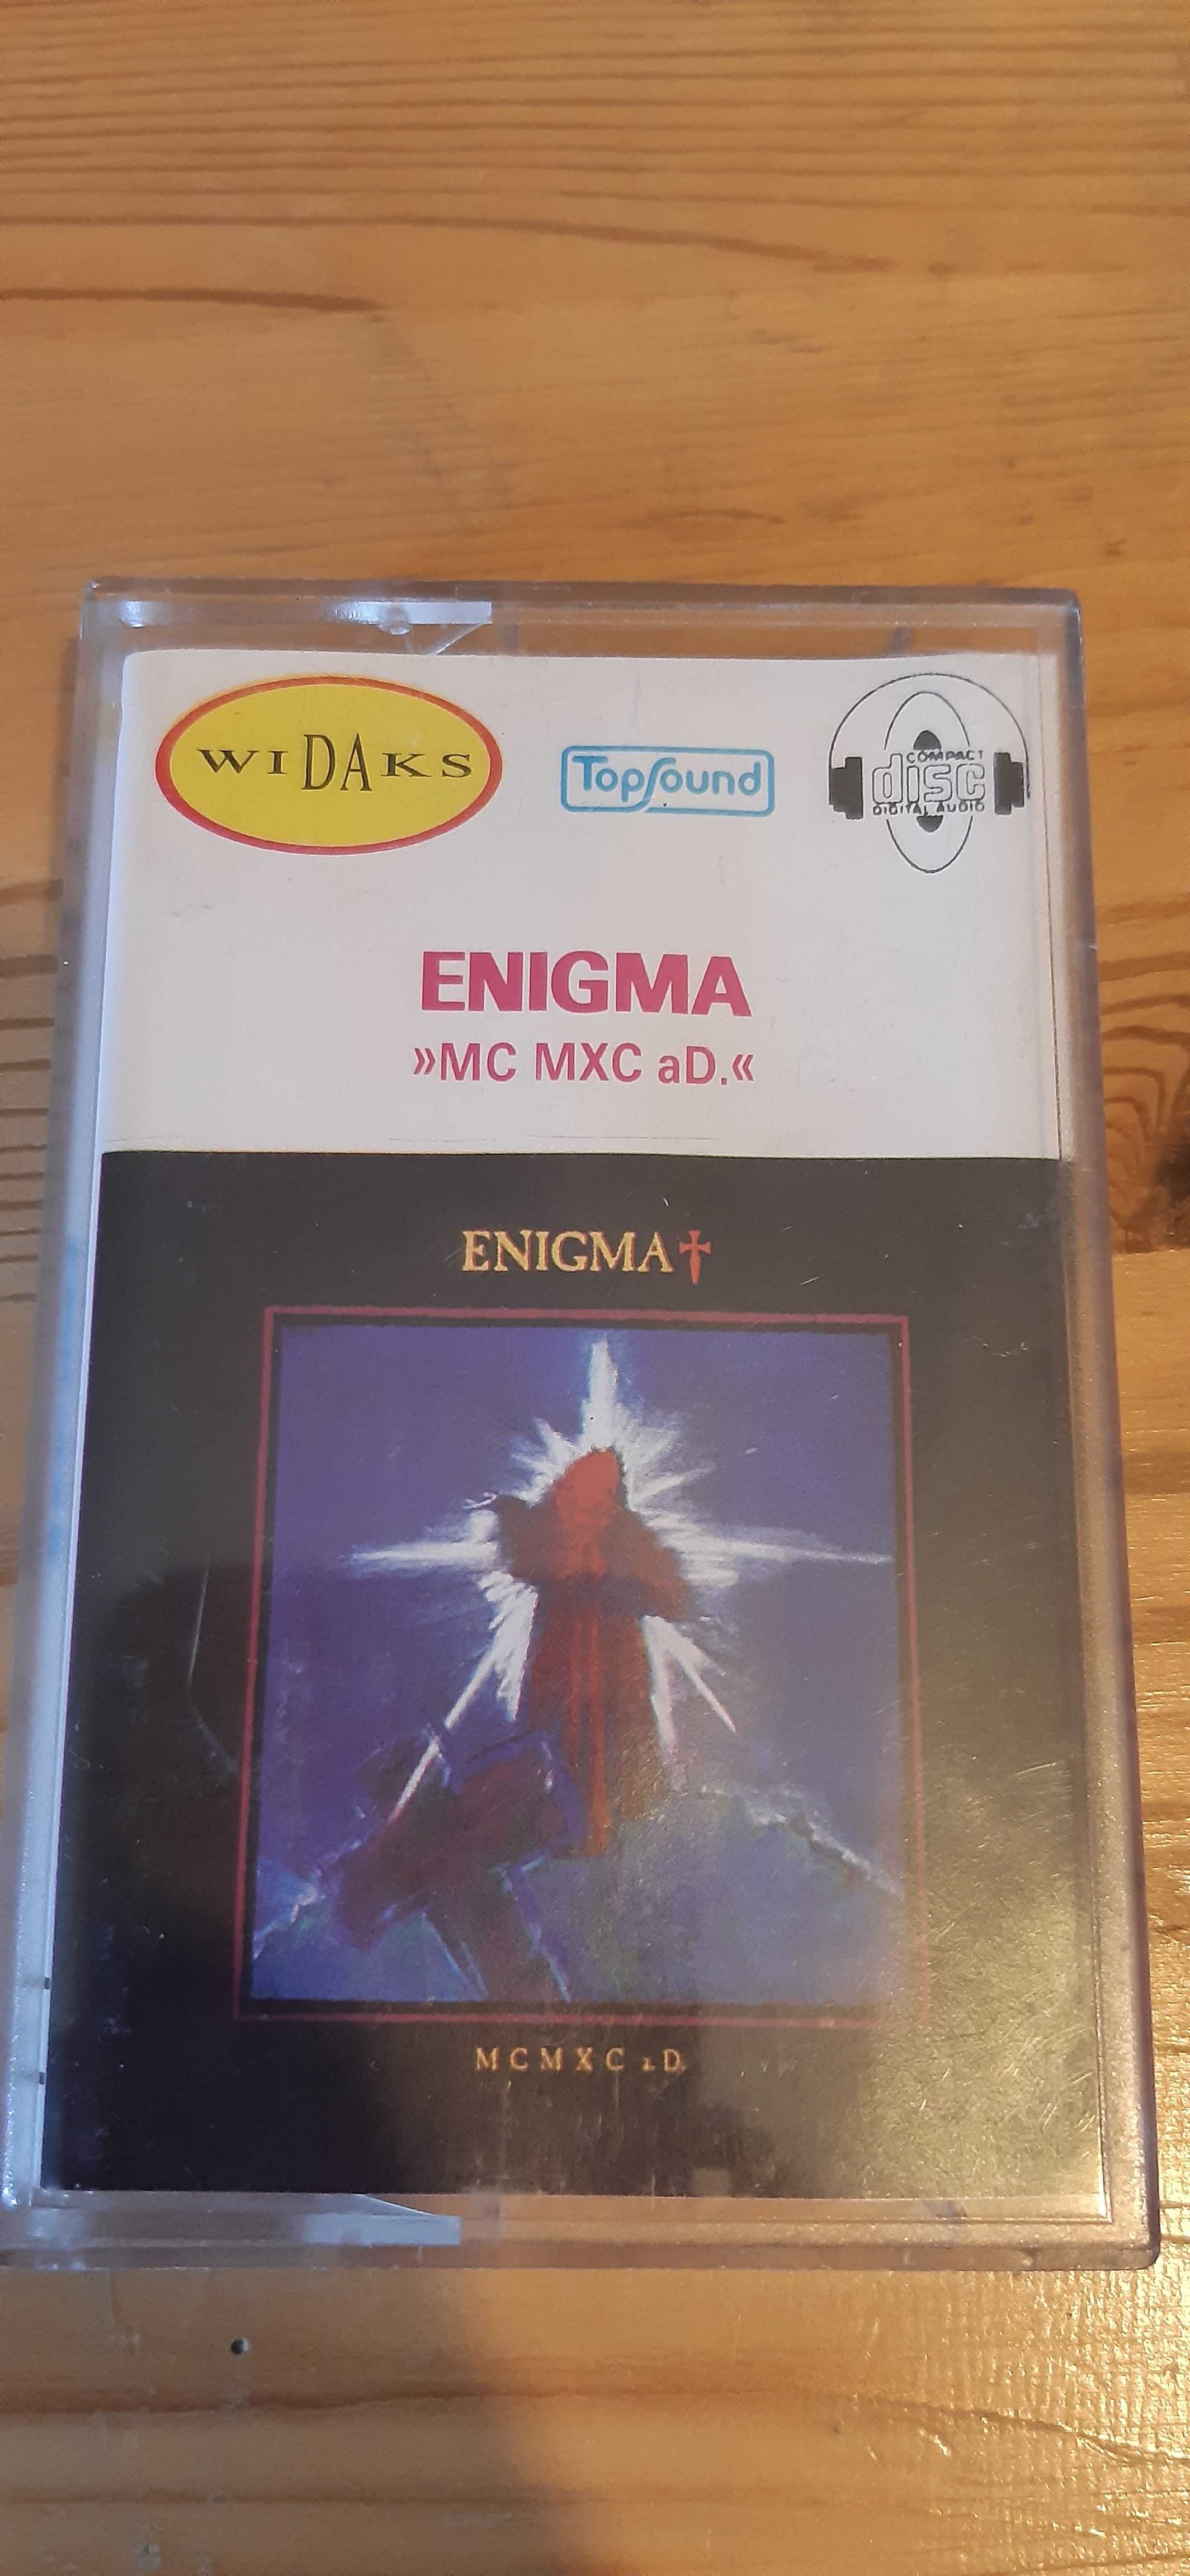 WIDAKS
TopSound
COMPACT
disc
DIGITAL AUDIO
ENIGMA
»MC MXC aD.«
ENIGMA†
MCMXC a.D.